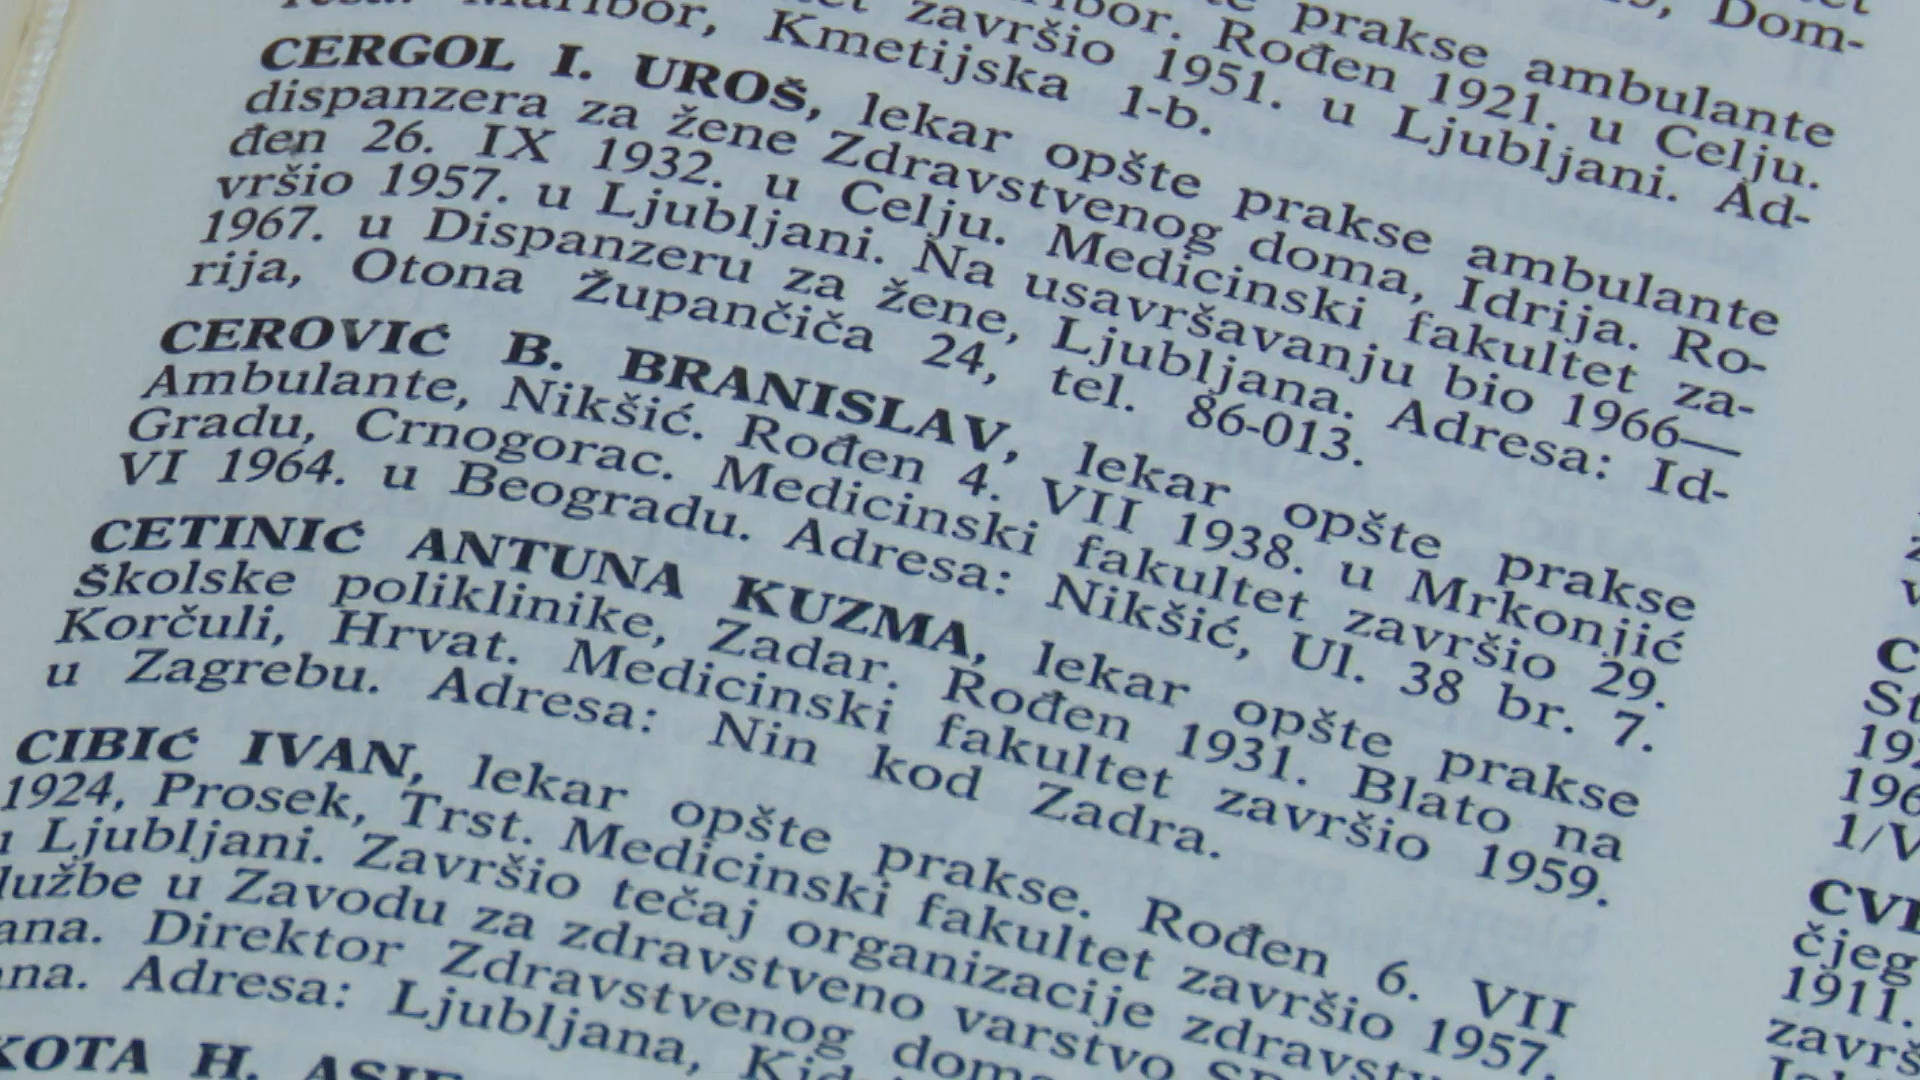 prakse ambulante
završio 1951. u Ljubljani. Ad-
Rođen 1921. u Celju.
Maribor, Kmetijska 1-b.
CERGOL I. UROŠ, lekar opšte prakse ambulante
dispanzera za žene Zdravstvenog doma, Idrija. Ro-
đen 26. IX 1932. u Celju. Medicinski fakultet za-
vršio 1957. u Ljubljani. Na usavršavanju bio 1966—
1967. u Dispanzeru za žene, Ljubljana. Adresa: Id-
rija, Otona Župančiča 24, tel. 86-013.
CEROVIĆ B. BRANISLAV, lekar opšte prakse
Ambulante, Nikšić. Rođen 4. VII 1938. u Mrkonjić
Gradu, Crnogorac. Medicinski fakultet završio 29.
VI 1964. u Beogradu. Adresa: Nikšić, Ul. 38 br. 7.
CETINIĆ ANTUNA KUZMA, lekar opšte prakse
školske poliklinike, Zadar. Rođen 1931. Blato na
Korčuli, Hrvat. Medicinski fakultet završio 1959.
u Zagrebu. Adresa: Nin kod Zadra.
CIBIĆ IVAN, lekar opšte prakse. Rođen 6. VII
1924, Prosek, Trst. Medicinski fakultet završio 1957.
u Ljubljani. Završio tečaj organizacije
u Zavodu za zdravstveno varstvo
Direktor Zdravstvenog
Adresa: Ljubljana,
H.
1911.